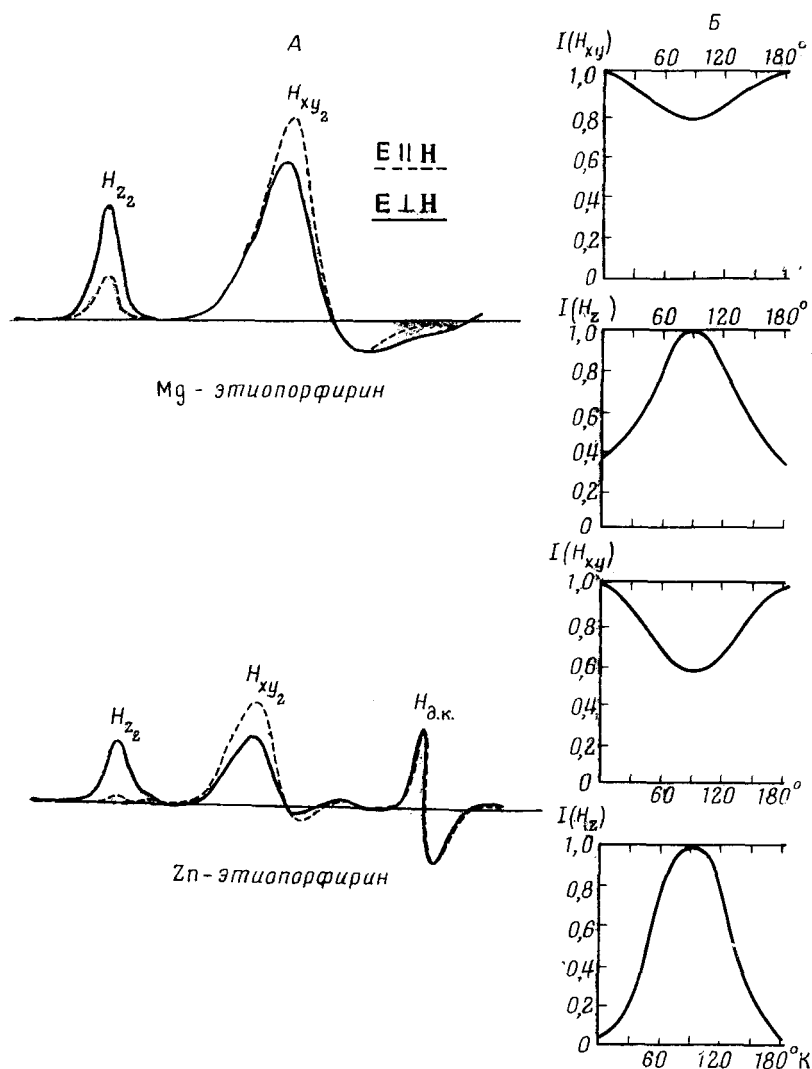 А
H_z₂
H_xy₂
E || H
E ⊥ H
Mg - этиопорфирин
H_z₂
H_xy₂
H_д.к.
Zn - этиопорфирин
Б
I(H_xy)
60 120 180°
1,0
0,8
0,6
0,4
0,2
0
I(H_z)
60 120 180°
1,0
0,8
0,6
0,4
0,2
0
I(H_xy)
1,0
0,8
0,6
0,4
0,2
0
60 120 180°
I(H_z)
1,0
0,8
0,6
0,4
0,2
0
60 120 180°К